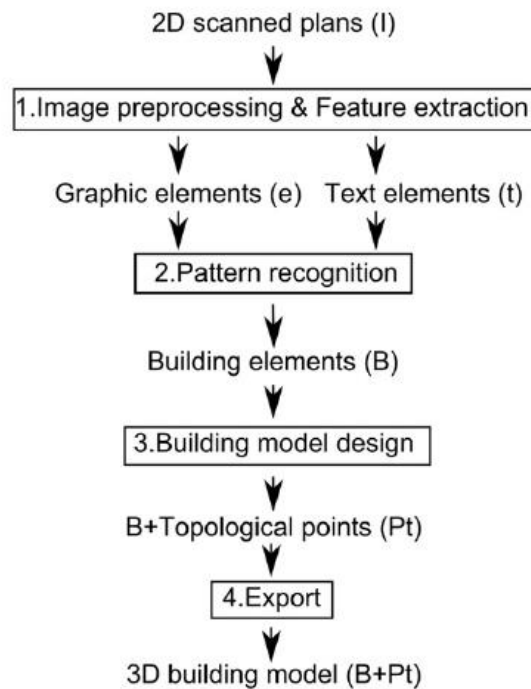 2D scanned plans (I)
1.Image preprocessing & Feature extraction
Graphic elements (e) Text elements (t)
2.Pattern recognition
Building elements (B)
3.Building model design
B+Topological points (Pt)
4.Export
3D building model (B+Pt)